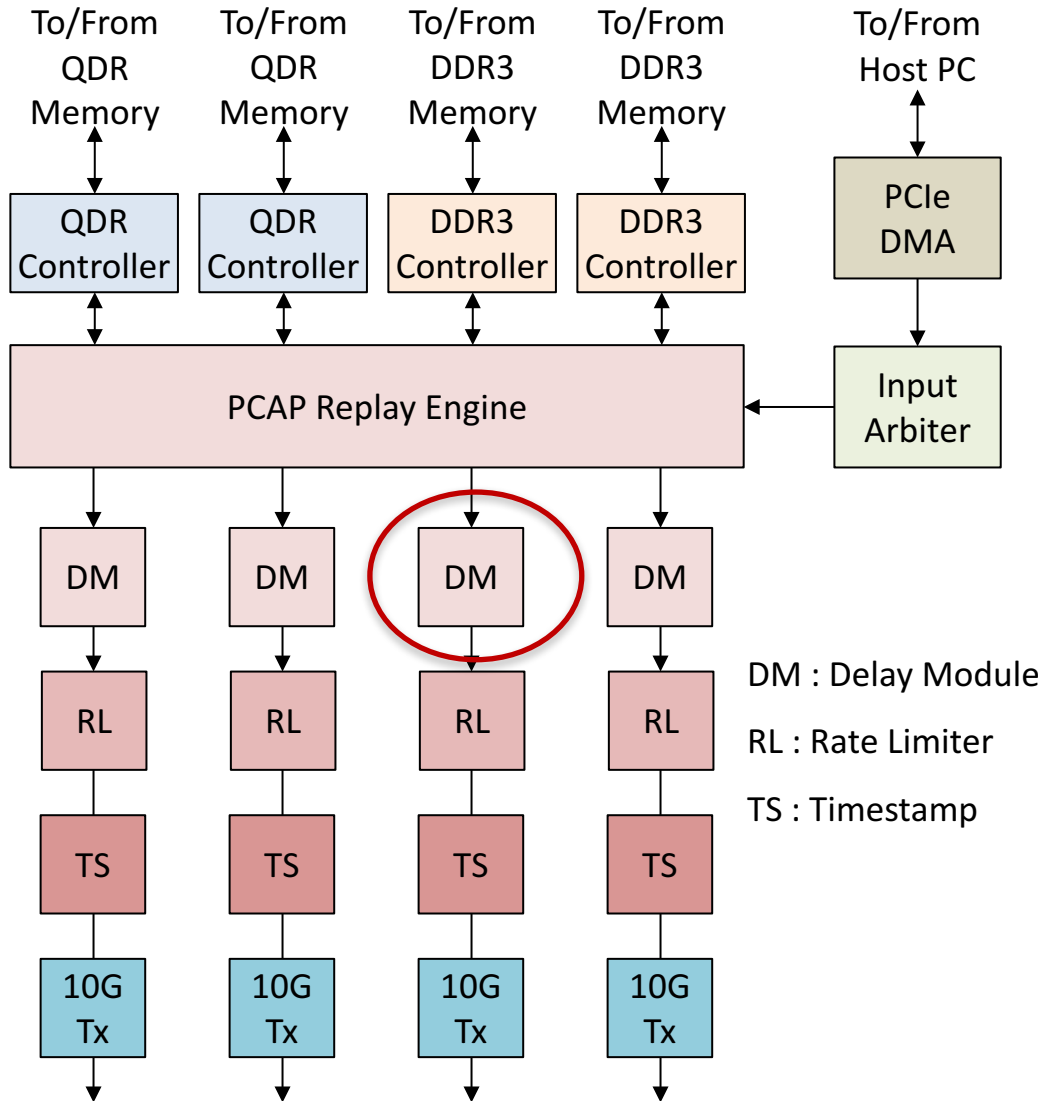 To/From
QDR
Memory
To/From
QDR
Memory
To/From
DDR3
Memory
To/From
DDR3
Memory
To/From
Host PC
QDR
Controller
QDR
Controller
DDR3
Controller
DDR3
Controller
PCIe
DMA
PCAP Replay Engine
Input
Arbiter
DM
DM
DM
DM
RL
RL
RL
RL
DM : Delay Module
RL : Rate Limiter
TS : Timestamp
TS
TS
TS
TS
10G
Tx
10G
Tx
10G
Tx
10G
Tx